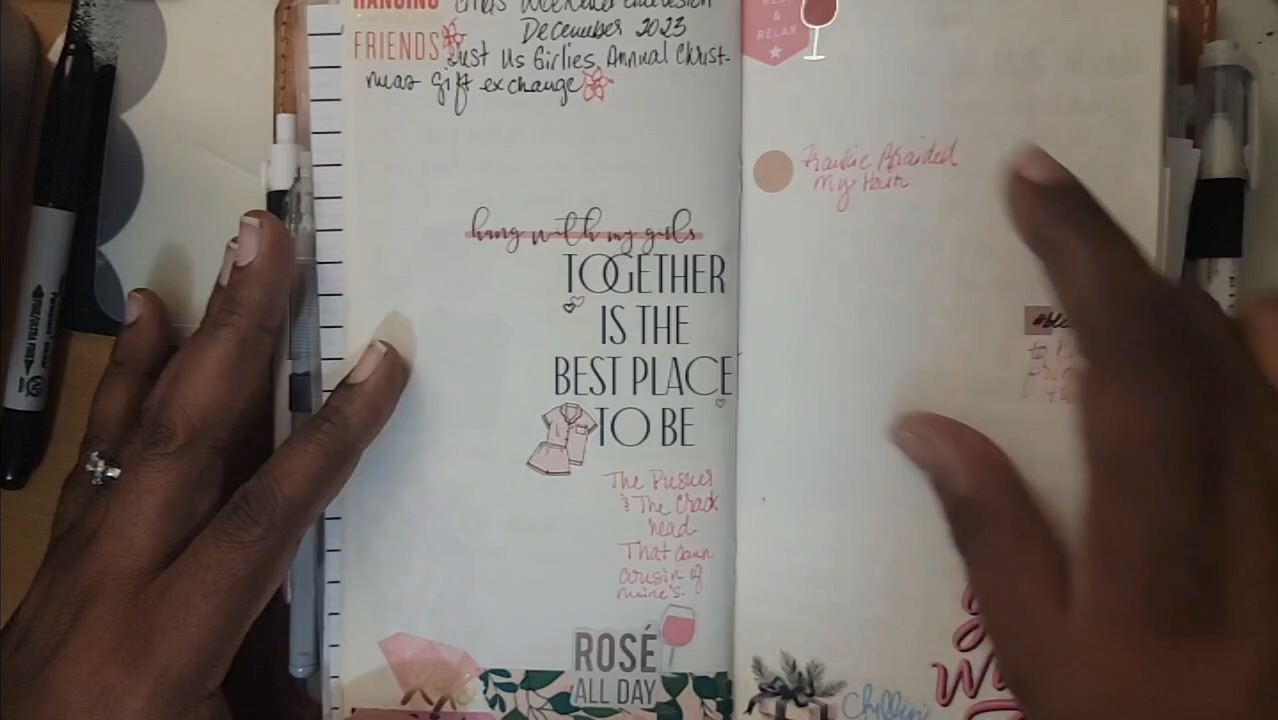 HANGING
December 2023
FRIENDS
Just Us Girlies Annual Christ-
mas gift exchange
hang with my girls
TOGETHER
IS THE
BEST PLACE
TO BE
The Pusher
& The Crack
head
That damn
cousin of
mine's.
ROSÉ
ALL DAY
&
RELAX
Frankie Braided
My Hair
to